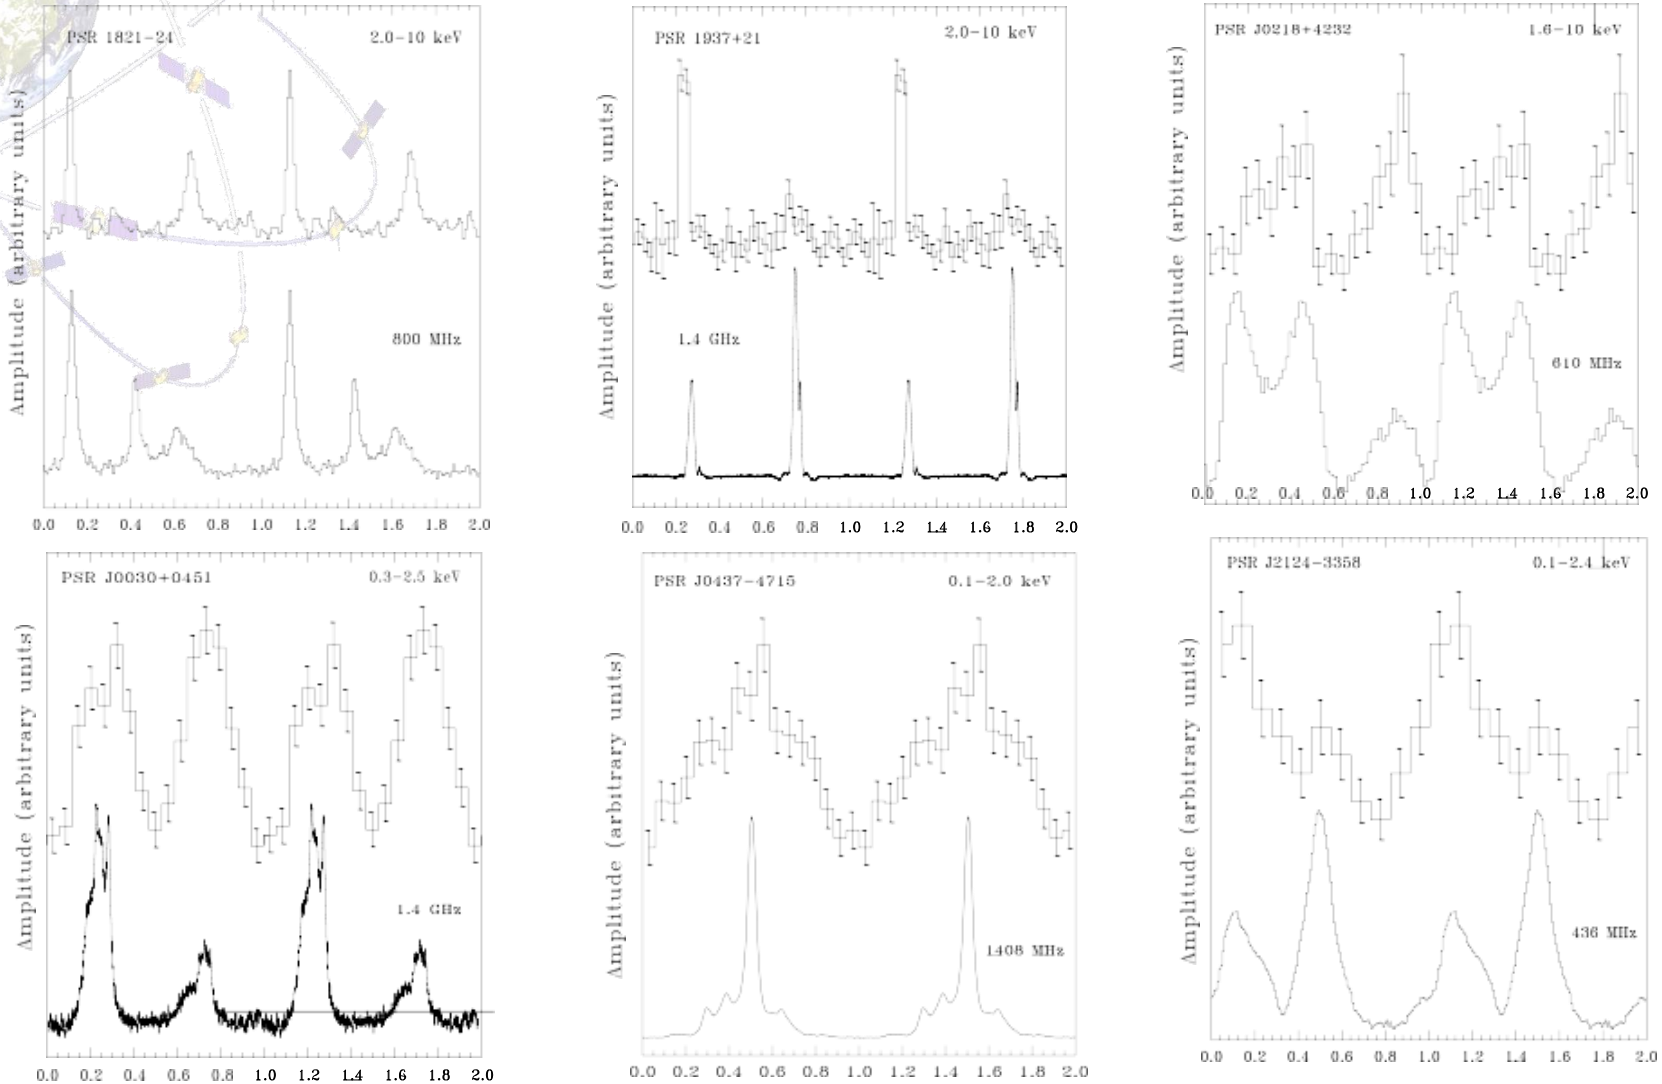 PSR 1821-24 2.0-10 keV
Amplitude (arbitrary units)
800 MHz
0.0 0.2 0.4 0.6 0.8 1.0 1.2 1.4 1.6 1.8 2.0
PSR 1937+21 2.0-10 keV
Amplitude (arbitrary units)
1.4 GHz
0.0 0.2 0.4 0.6 0.8 1.0 1.2 1.4 1.6 1.8 2.0
PSR J0218+4232 1.6-10 keV
Amplitude (arbitrary units)
610 MHz
0.0 0.2 0.4 0.6 0.8 1.0 1.2 1.4 1.6 1.8 2.0
PSR J0030+0451 0.3-2.5 keV
Amplitude (arbitrary units)
1.4 GHz
0.0 0.2 0.4 0.6 0.8 1.0 1.2 1.4 1.6 1.8 2.0
PSR J0437-4715 0.1-2.0 keV
Amplitude (arbitrary units)
1408 MHz
0.0 0.2 0.4 0.6 0.8 1.0 1.2 1.4 1.6 1.8 2.0
PSR J2124-3358 0.1-2.4 keV
Amplitude (arbitrary units)
436 MHz
0.0 0.2 0.4 0.6 0.8 1.0 1.2 1.4 1.6 1.8 2.0